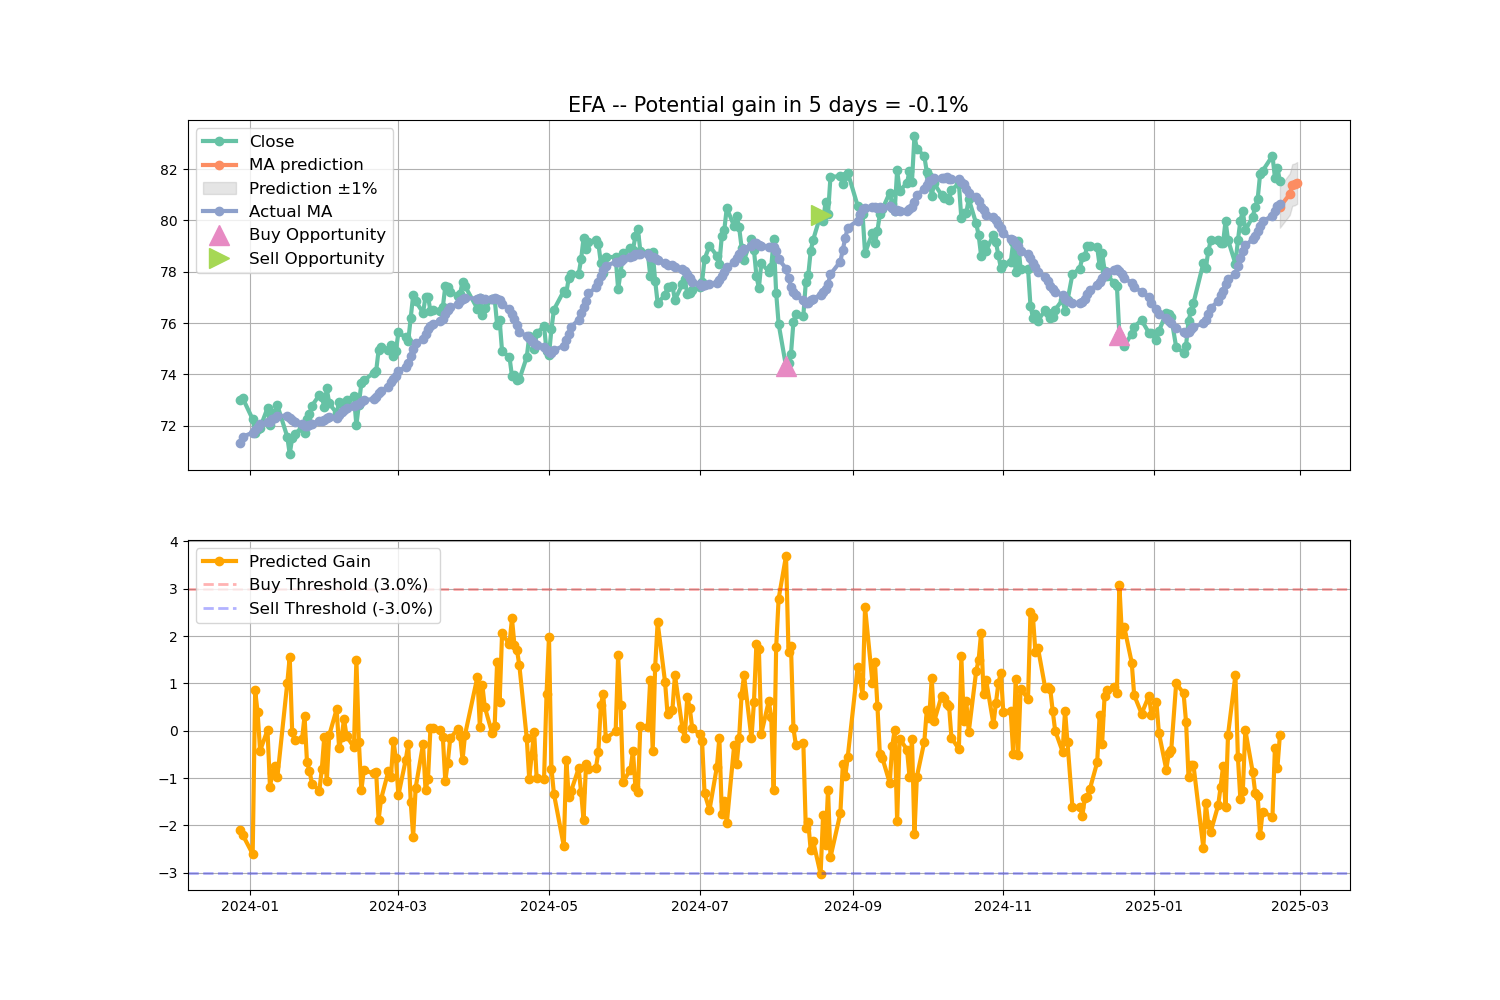 EFA -- Potential gain in 5 days = -0.1%
Close
MA prediction
Prediction ±1%
Actual MA
Buy Opportunity
Sell Opportunity
82
80
78
76
74
72
Predicted Gain
Buy Threshold (3.0%)
Sell Threshold (-3.0%)
4
3
2
1
0
−1
−2
−3
2024-01 2024-03 2024-05 2024-07 2024-09 2024-11 2025-01 2025-03